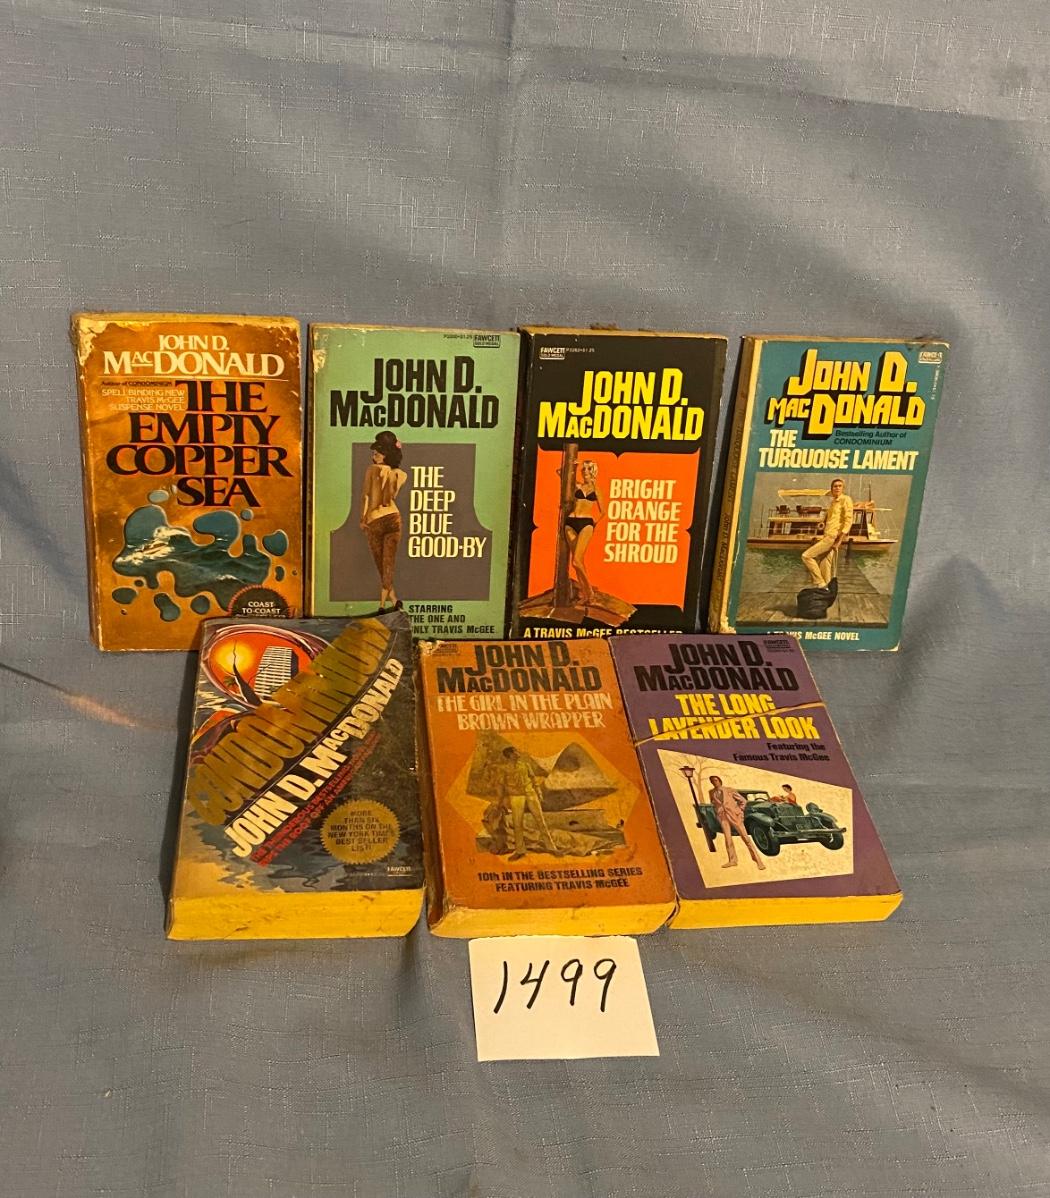 JOHN D.
MACDONALD
Author of CONDOMINIUM
SPELLBINDING NEW
TRAVIS McGEE
SUSPENSE NOVEL
THE
EMPTY
COPPER
SEA
COAST
TO-COAST
FAWCETT
GOLD MEDAL
JOHN D.
MACDONALD
THE
DEEP
BLUE
GOOD-BY
STARRING
THE ONE AND
ONLY TRAVIS McGEE
FAWCETT
GOLD MEDAL
JOHN D.
MACDONALD
BRIGHT
ORANGE
FOR THE
SHROUD
A TRAVIS McGEE BESTSELLER
JOHN D.
MACDONALD
Bestselling Author of
CONDOMINIUM
THE
TURQUOISE LAMENT
A TRAVIS McGEE NOVEL
CONDOMINIUM
JOHN D. MACDONALD
MORE
THAN SIX
MONTHS ON THE
NEW YORK TIMES
BEST SELLER
LIST!
FAWCETT
JOHN D.
MACDONALD
THE GIRL IN THE PLAIN
BROWN WRAPPER
10th IN THE BESTSELLING SERIES
FEATURING TRAVIS McGEE
JOHN D.
MACDONALD
THE LONG
LAVENDER LOOK
Featuring the
Famous Travis McGee
1499